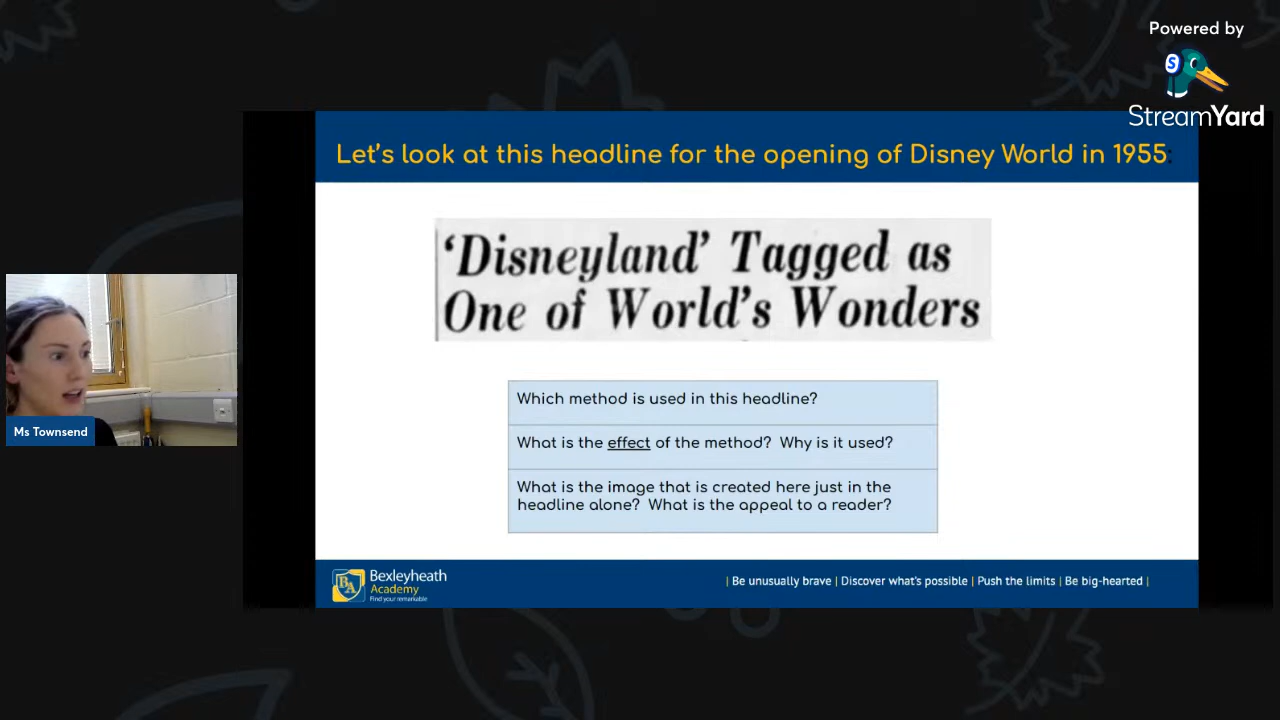 Powered by
S
StreamYard
Let's look at this headline for the opening of Disney World in 1955:
'Disneyland' Tagged as
One of World's Wonders
Which method is used in this headline?
What is the effect of the method? Why is it used?
What is the image that is created here just in the
headline alone? What is the appeal to a reader?
Ms Townsend
BA
Bexleyheath
Academy
Find your remarkable
| Be unusually brave | Discover what's possible | Push the limits | Be big-hearted |